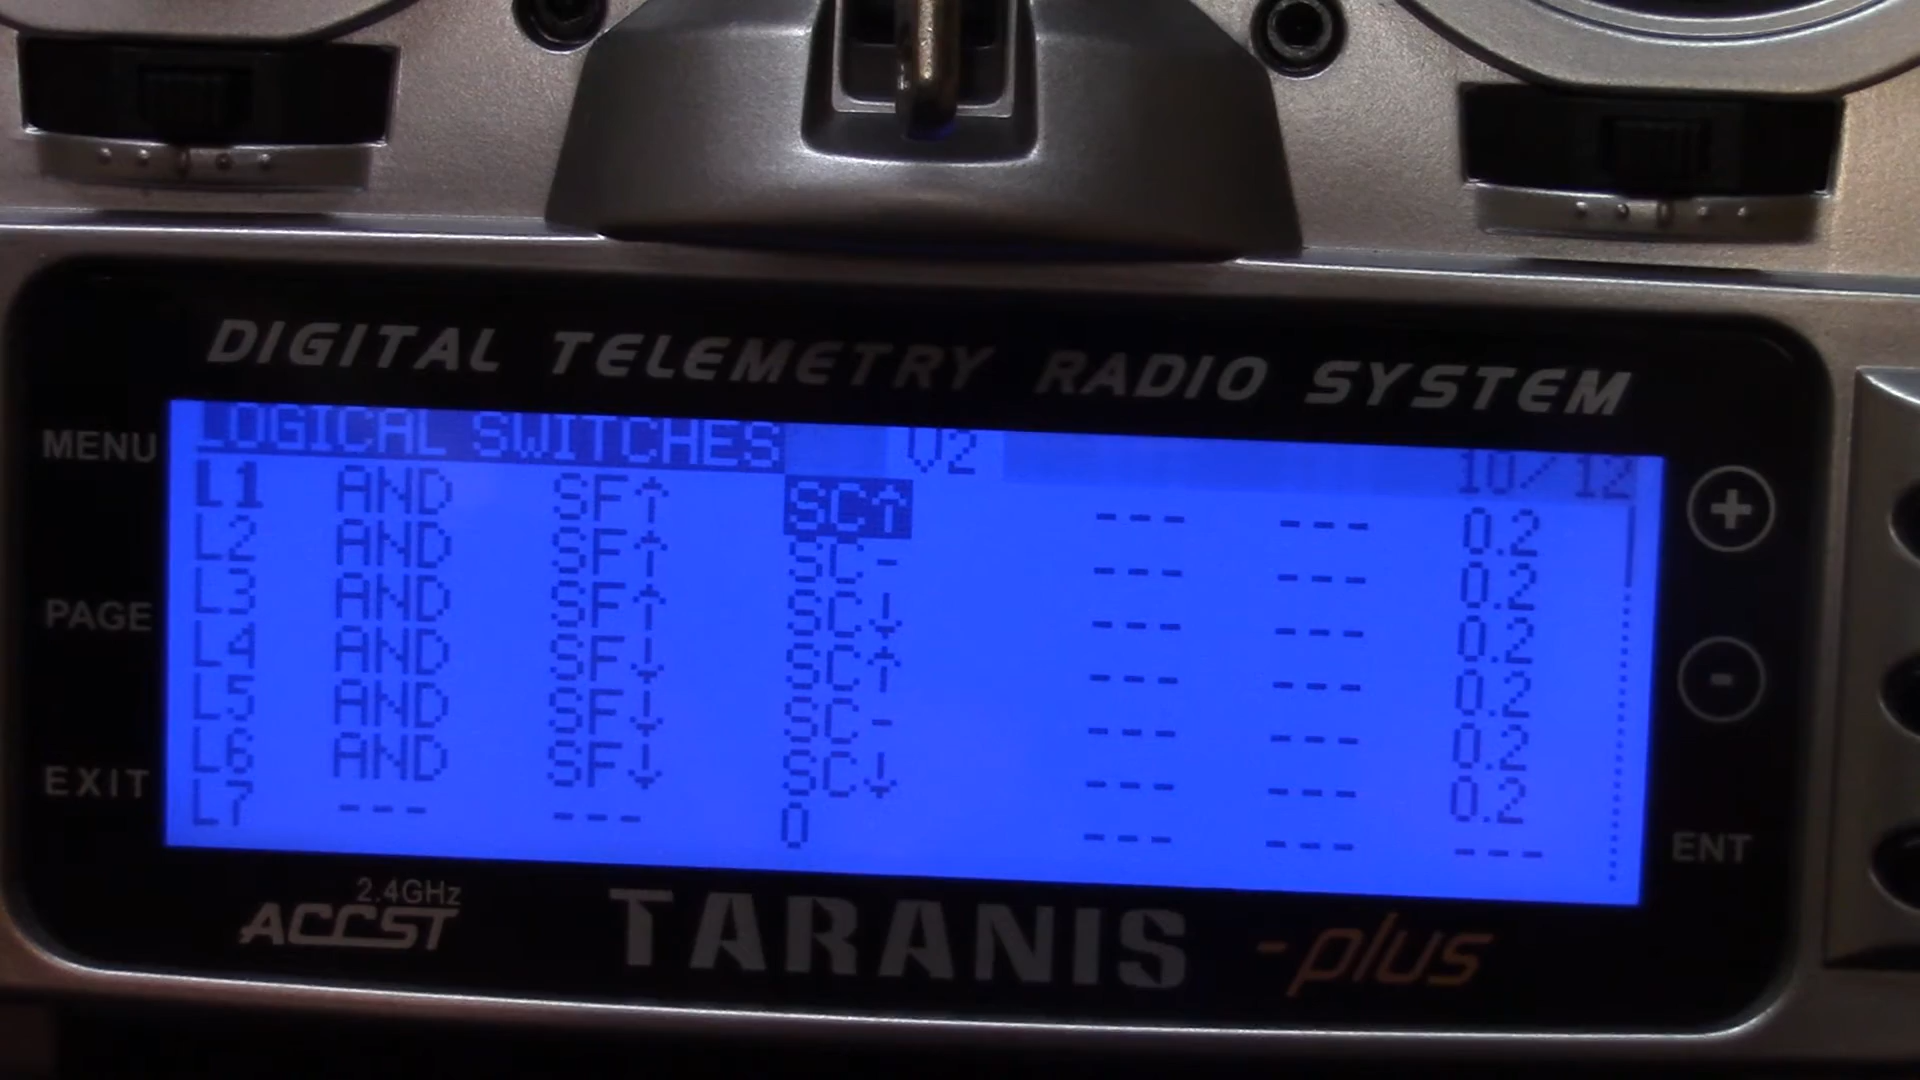 DIGITAL TELEMETRY RADIO SYSTEM
MENU
PAGE
EXIT
LOGICAL SWITCHES V2 10/12
L1 AND SF↑ SC↑ --- --- 0.2
L2 AND SF↑ SC- --- --- 0.2
L3 AND SF↑ SC↓ --- --- 0.2
L4 AND SF↓ SC↑ --- --- 0.2
L5 AND SF↓ SC- --- --- 0.2
L6 AND SF↓ SC↓ --- --- 0.2
L7 --- --- 0 --- --- ---
+
-
ENT
2.4GHz
ACCST
TARANIS -plus